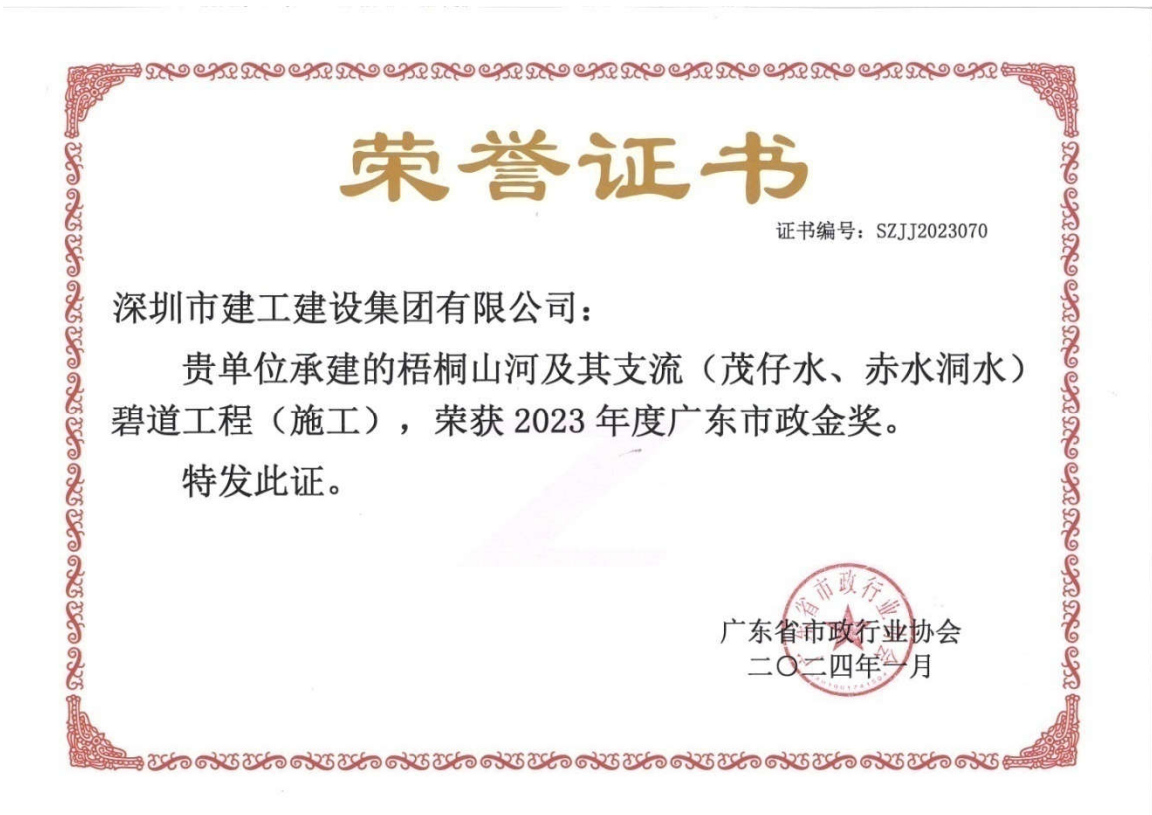 荣誉证书
证书编号：SZJJ2023070
深圳市建工建设集团有限公司：
贵单位承建的梧桐山河及其支流（茂仔水、赤水洞水）
碧道工程（施工），荣获 2023 年度广东市政金奖。
特发此证。
广东省市政行业协会
二〇二四年一月